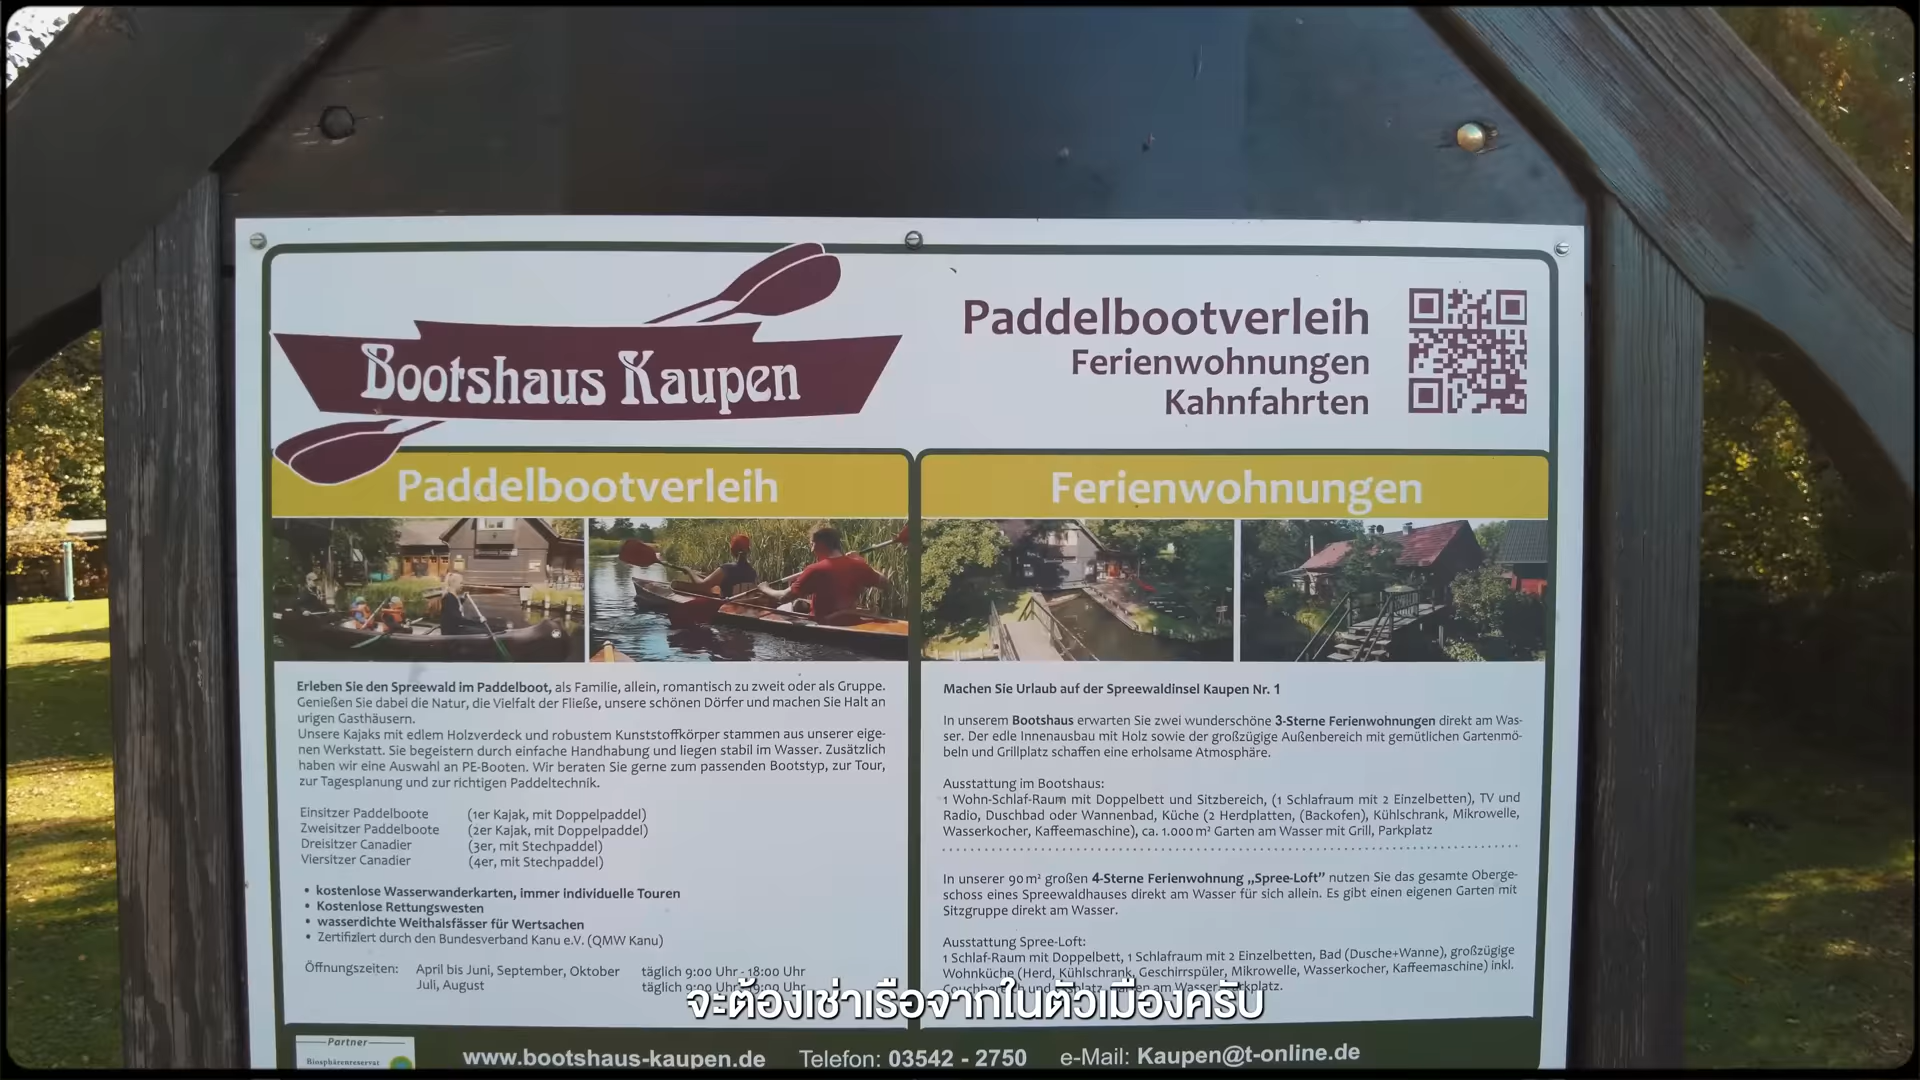 Bootshaus Kaupen
Paddelbootverleih
Ferienwohnungen
Kahnfahrten
Paddelbootverleih
Erleben Sie den Spreewald im Paddelboot, als Familie, allein, romantisch zu zweit oder als Gruppe.
Genießen Sie dabei die Natur, die Vielfalt der Fließe, unsere schönen Dörfer und machen Sie Halt an
urigen Gasthäusern.
Unsere Kajaks mit edlem Holzverdeck und robustem Kunststoffkörper stammen aus unserer eige-
nen Werkstatt. Sie begeistern durch einfache Handhabung und liegen stabil im Wasser. Zusätzlich
haben wir eine Auswahl an PE-Booten. Wir beraten Sie gerne zum passenden Bootstyp, zur Tour,
zur Tagesplanung und zur richtigen Paddeltechnik.
Einsitzer Paddelboote (1er Kajak, mit Doppelpaddel)
Zweisitzer Paddelboote (2er Kajak, mit Doppelpaddel)
Dreisitzer Canadier (3er, mit Stechpaddel)
Viersitzer Canadier (4er, mit Stechpaddel)
• kostenlose Wasserwanderkarten, immer individuelle Touren
• Kostenlose Rettungswesten
• wasserdichte Weithalsfässer für Wertsachen
• Zertifiziert durch den Bundesverband Kanu e.V. (QMW Kanu)
Öffnungszeiten: April bis Juni, September, Oktober täglich 9:00 Uhr - 18:00 Uhr
Juli, August täglich 9:00 Uhr - 19:00 Uhr
Ferienwohnungen
Machen Sie Urlaub auf der Spreewaldinsel Kaupen Nr. 1
In unserem Bootshaus erwarten Sie zwei wunderschöne 3-Sterne Ferienwohnungen direkt am Was-
ser. Der edle Innenausbau mit Holz sowie der großzügige Außenbereich mit gemütlichen Gartenmö-
beln und Grillplatz schaffen eine erholsame Atmosphäre.
Ausstattung im Bootshaus:
1 Wohn-Schlaf-Raum mit Doppelbett und Sitzbereich, (1 Schlafraum mit 2 Einzelbetten), TV und
Radio, Duschbad oder Wannenbad, Küche (2 Herdplatten, (Backofen), Kühlschrank, Mikrowelle,
Wasserkocher, Kaffeemaschine), ca. 1.000 m² Garten am Wasser mit Grill, Parkplatz
In unserer 90 m² großen 4-Sterne Ferienwohnung „Spree-Loft" nutzen Sie das gesamte Oberge-
schoss eines Spreewaldhauses direkt am Wasser für sich allein. Es gibt einen eigenen Garten mit
Sitzgruppe direkt am Wasser.
Ausstattung Spree-Loft:
1 Schlaf-Raum mit Doppelbett, 1 Schlafraum mit 2 Einzelbetten, Bad (Dusche+Wanne), großzügige
Wohnküche (Herd, Kühlschrank, Geschirrspüler, Mikrowelle, Wasserkocher, Kaffeemaschine) inkl.
und am Wasser
จะต้องเช่าเรือจากในตัวเมืองครับ
Partner
Biosphärenreservat
www.bootshaus-kaupen.de Telefon: 03542 - 2750 e-Mail: Kaupen@t-online.de